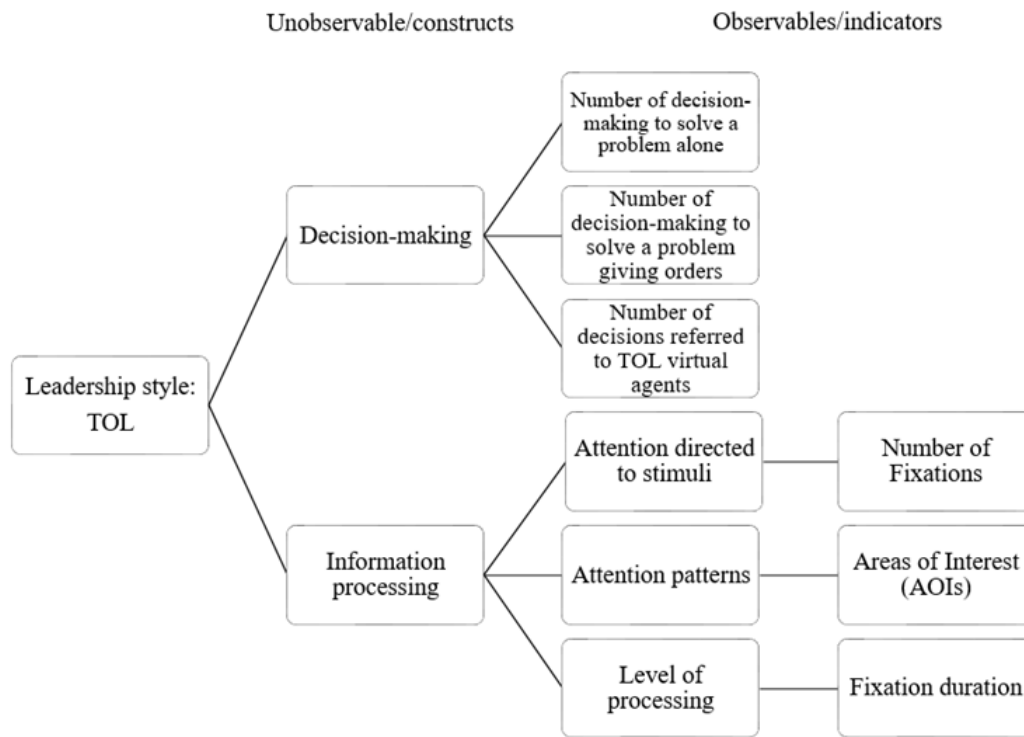 Unobservable/constructs
Observables/indicators
Number of decision-
making to solve a
problem alone
Decision-making
Number of
decision-making to
solve a problem
giving orders
Number of
decisions referred
to TOL virtual
agents
Leadership style:
TOL
Attention directed
to stimuli
Number of
Fixations
Information
processing
Attention patterns
Areas of Interest
(AOIs)
Level of
processing
Fixation duration